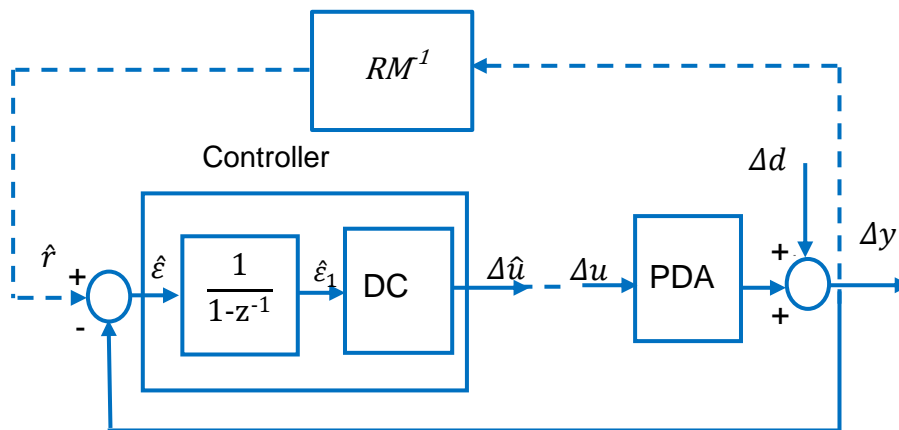 RM⁻¹
Controller
Δd
r̂
+
-
ε̂
1
1-z⁻¹
ε̂₁
DC
Δû
Δu
PDA
+
+
Δy